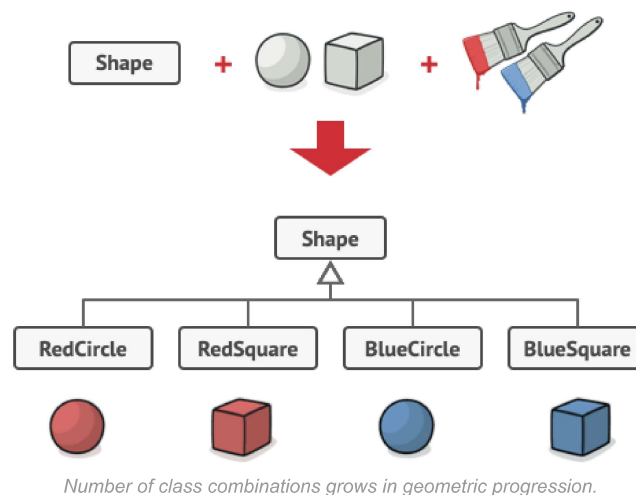 Shape + +
Shape
RedCircle RedSquare BlueCircle BlueSquare
Number of class combinations grows in geometric progression.